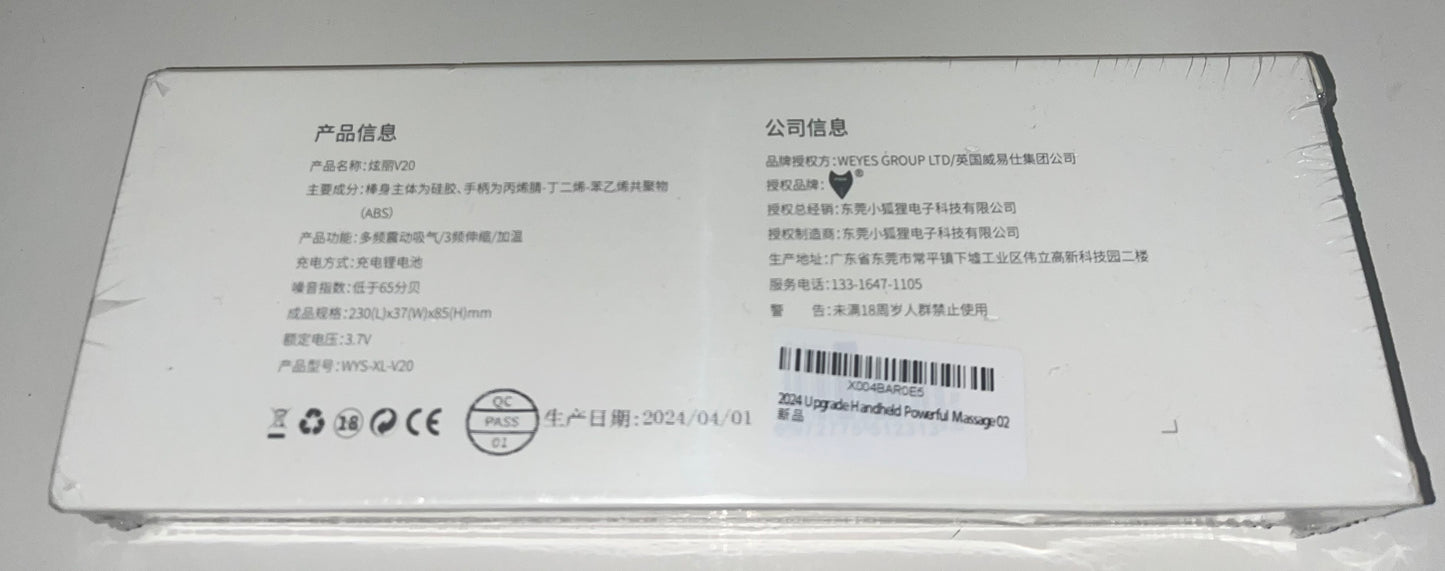 产品信息
产品名称:炫丽V20
主要成分:棒身主体为硅胶、手柄为丙烯腈-丁二烯-苯乙烯共聚物
(ABS)
产品功能:多频震动吸气/3频伸缩/加温
充电方式:充电锂电池
噪音指数:低于65分贝
成品规格:230(L)x37(W)x85(H)mm
额定电压:3.7V
产品型号:WYS-XL-V20
18
CE
QC
PASS
01
生产日期:2024/04/01
公司信息
品牌授权方:WEYES GROUP LTD/英国威易仕集团公司
授权品牌:®
授权总经销:东莞小狐狸电子科技有限公司
授权制造商:东莞小狐狸电子科技有限公司
生产地址:广东省东莞市常平镇下墟工业区伟立高新科技园二楼
服务电话:133-1647-1105
警 告:未满18周岁人群禁止使用
X004BAR0E5
2024 Upgrade Handheld Powerful Massage 02
新品